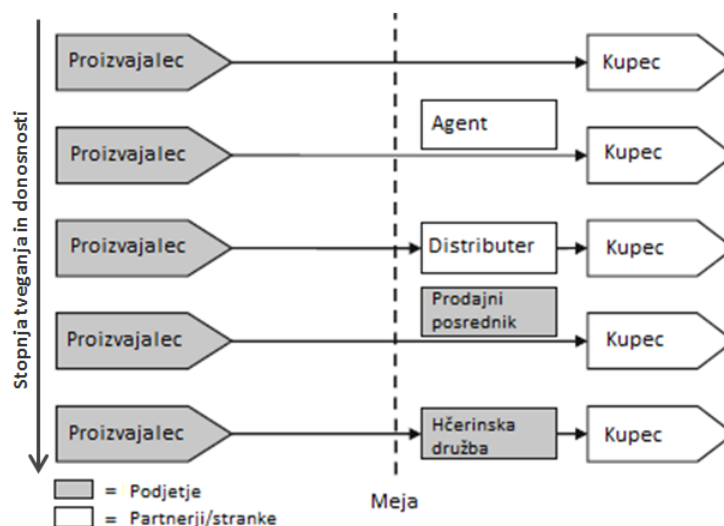 Stopnja tveganja in donosnosti
Proizvajalec
Kupec
Agent
Proizvajalec
Kupec
Proizvajalec
Distributer
Kupec
Prodajni
posrednik
Proizvajalec
Kupec
Proizvajalec
Hčerinska
družba
Kupec
= Podjetje
Meja
= Partnerji/stranke